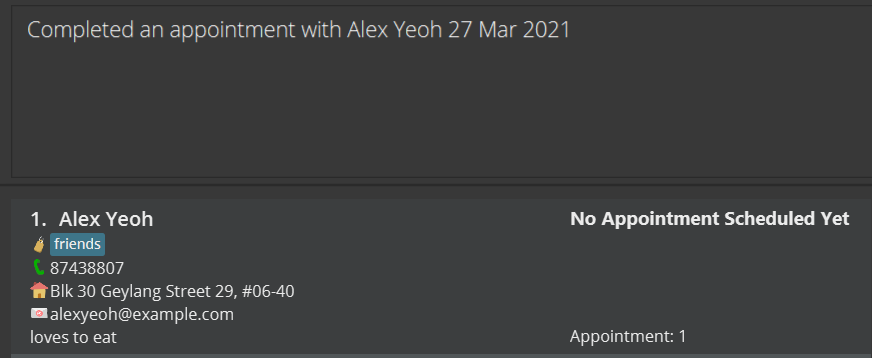 Completed an appointment with Alex Yeoh 27 Mar 2021
1. Alex Yeoh
No Appointment Scheduled Yet
friends
87438807
Blk 30 Geylang Street 29, #06-40
alexyeoh@example.com
loves to eat
Appointment: 1